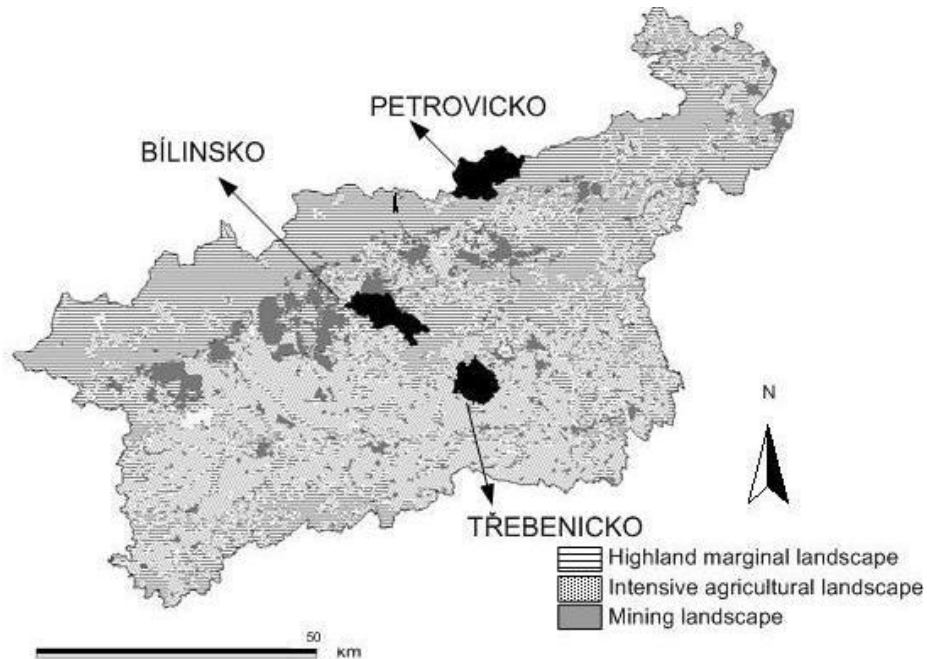 PETROVICKO
BÍLINSKO
N
TŘEBENICKO
Highland marginal landscape
Intensive agricultural landscape
Mining landscape
50
km